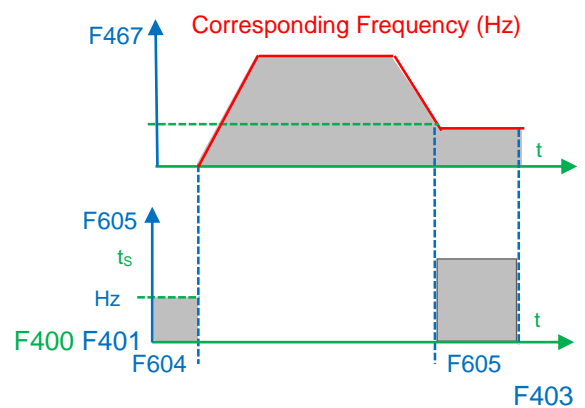 Corresponding Frequency (Hz)
F467
t
F605
tS
Hz
t
F400 F401
F604
F605
F403